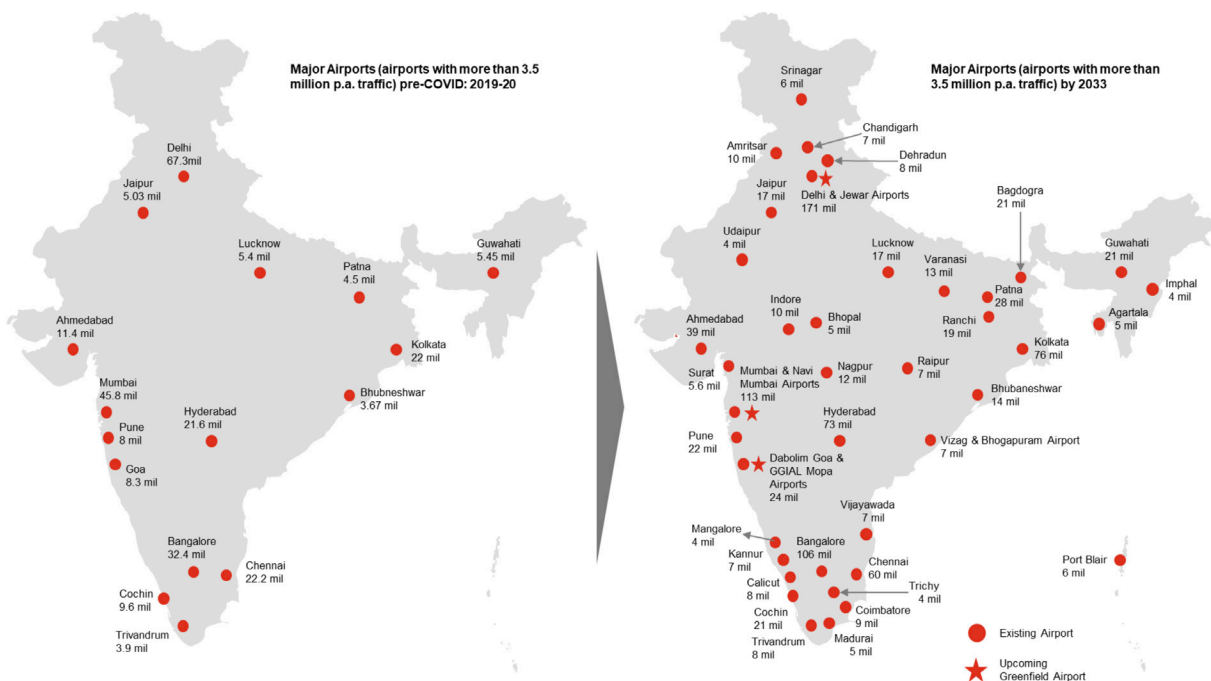 Major Airports (airports with more than 3.5
million p.a. traffic) pre-COVID: 2019-20
Delhi
67.3mil
Jaipur
5.03 mil
Lucknow
5.4 mil
Guwahati
5.45 mil
Patna
4.5 mil
Ahmedabad
11.4 mil
Kolkata
22 mil
Mumbai
45.8 mil
Bhubneshwar
3.67 mil
Hyderabad
21.6 mil
Pune
8 mil
Goa
8.3 mil
Bangalore
32.4 mil
Chennai
22.2 mil
Cochin
9.6 mil
Trivandrum
3.9 mil
Major Airports (airports with more than
3.5 million p.a. traffic) by 2033
Srinagar
6 mil
Chandigarh
7 mil
Amritsar
10 mil
Dehradun
8 mil
Jaipur
17 mil
Delhi & Jewar Airports
171 mil
Bagdogra
21 mil
Udaipur
4 mil
Lucknow
17 mil
Varanasi
13 mil
Guwahati
21 mil
Imphal
4 mil
Patna
28 mil
Indore
10 mil
Bhopal
5 mil
Ranchi
19 mil
Agartala
5 mil
Ahmedabad
39 mil
Kolkata
76 mil
Surat
5.6 mil
Mumbai & Navi
Mumbai Airports
113 mil
Nagpur
12 mil
Raipur
7 mil
Bhubaneshwar
14 mil
Pune
22 mil
Hyderabad
73 mil
Vizag & Bhogapuram Airport
7 mil
Dabolim Goa &
GGIAL Mopa
Airports
24 mil
Vijayawada
7 mil
Mangalore
4 mil
Bangalore
106 mil
Kannur
7 mil
Chennai
60 mil
Port Blair
6 mil
Calicut
8 mil
Trichy
4 mil
Cochin
21 mil
Coimbatore
9 mil
Trivandrum
8 mil
Madurai
5 mil
Existing Airport
Upcoming
Greenfield Airport